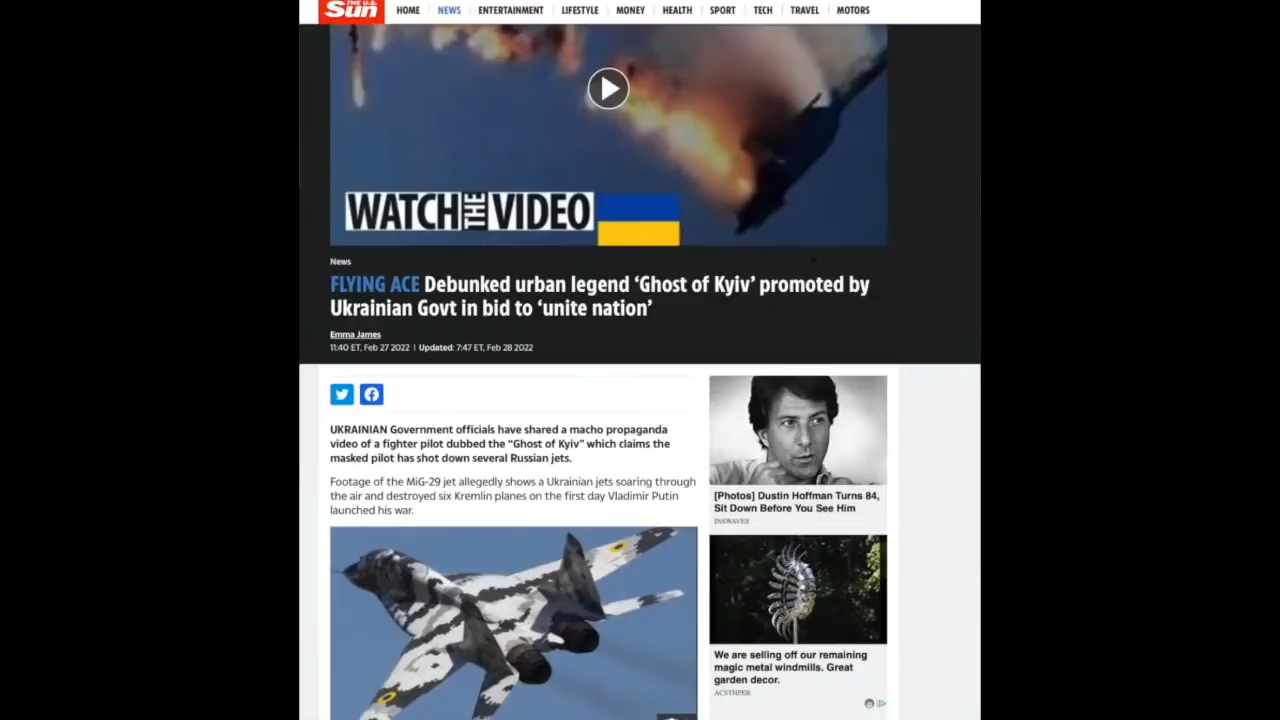 THE U.S.
Sun
HOME NEWS ENTERTAINMENT LIFESTYLE MONEY HEALTH SPORT TECH TRAVEL MOTORS
WATCH THE VIDEO
News
FLYING ACE Debunked urban legend ‘Ghost of Kyiv’ promoted by
Ukrainian Govt in bid to ‘unite nation’
Emma James
11:40 ET, Feb 27 2022 | Updated: 7:47 ET, Feb 28 2022
UKRAINIAN Government officials have shared a macho propaganda
video of a fighter pilot dubbed the “Ghost of Kyiv” which claims the
masked pilot has shot down several Russian jets.
Footage of the MiG-29 jet allegedly shows a Ukrainian jets soaring through
the air and destroyed six Kremlin planes on the first day Vladimir Putin
launched his war.
[Photos] Dustin Hoffman Turns 84,
Sit Down Before You See Him
INSWAVES
We are selling off our remaining
magic metal windmills. Great
garden decor.
ACSTHPER